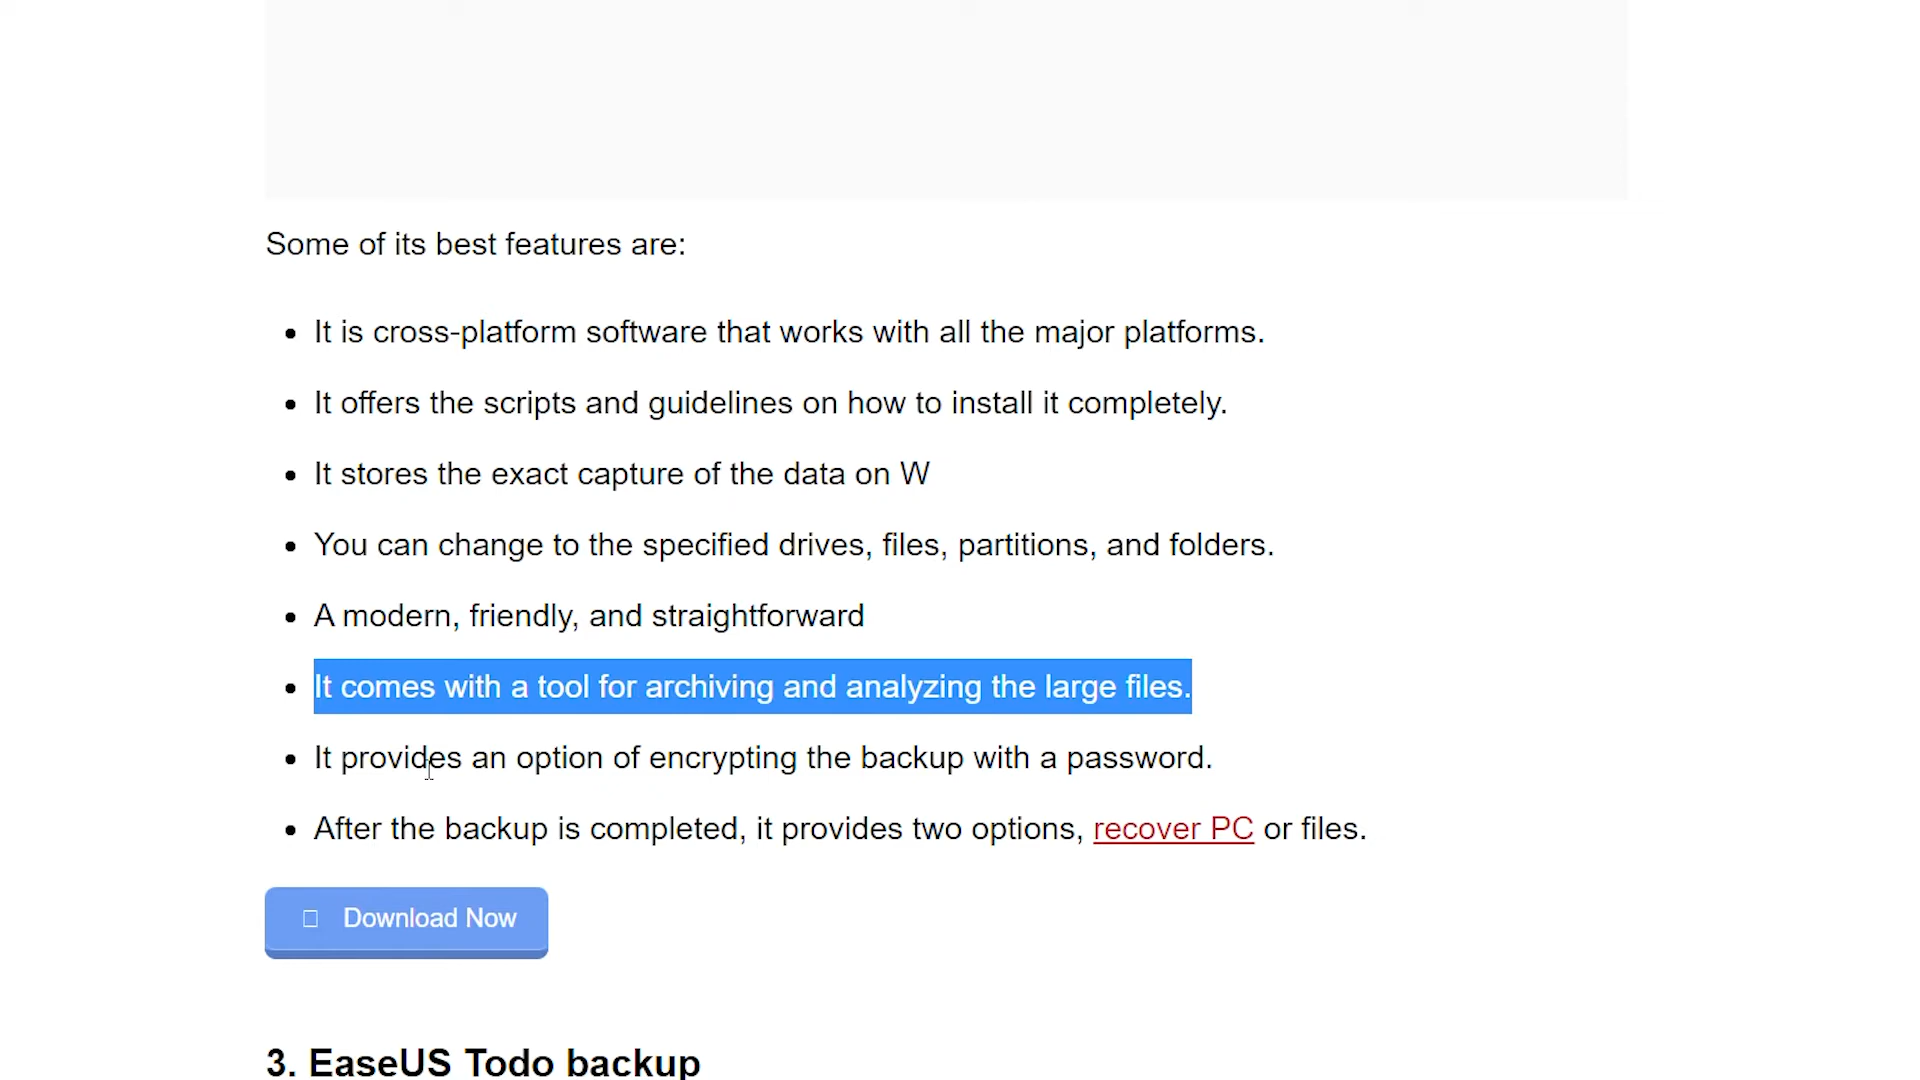 Some of its best features are:
It is cross-platform software that works with all the major platforms.
It offers the scripts and guidelines on how to install it completely.
It stores the exact capture of the data on W
You can change to the specified drives, files, partitions, and folders.
A modern, friendly, and straightforward
It comes with a tool for archiving and analyzing the large files.
It provides an option of encrypting the backup with a password.
After the backup is completed, it provides two options, recover PC or files.
Download Now
3. EaseUS Todo backup